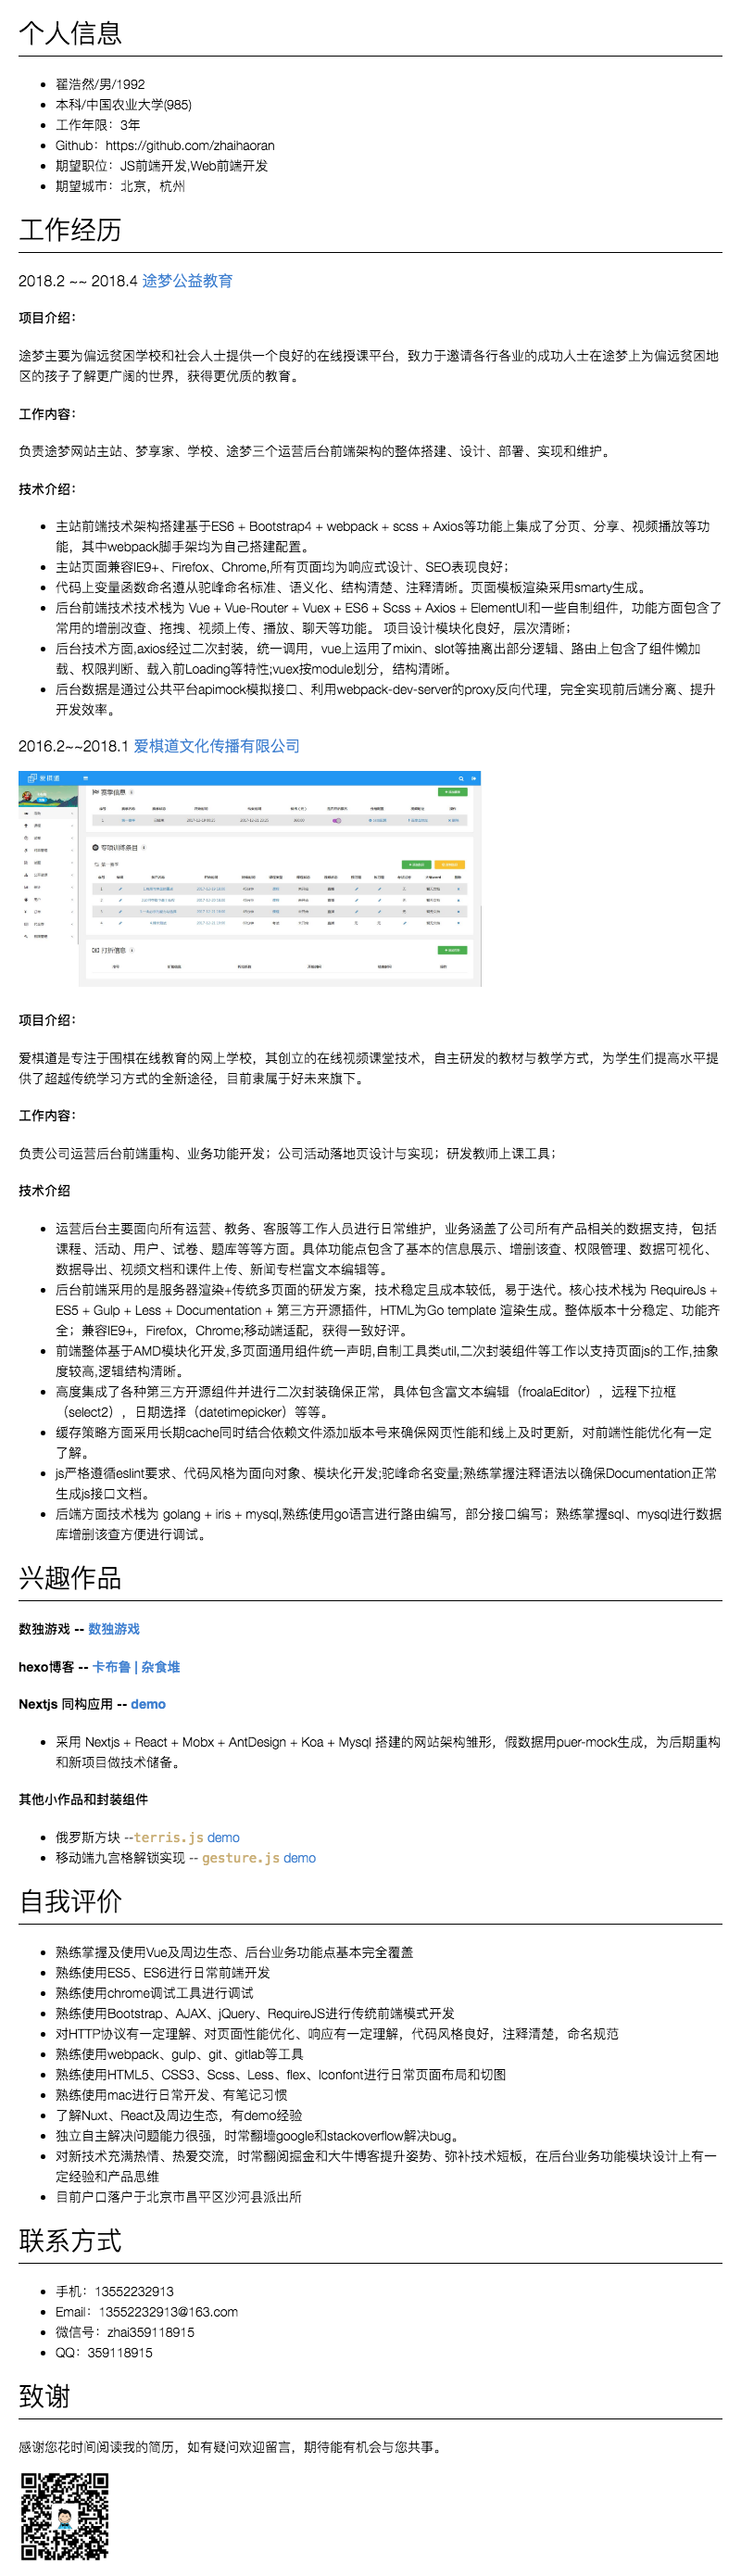 个人信息
翟浩然/男/1992
本科/中国农业大学(985)
工作年限：3年
Github：https://github.com/zhaihaoran
期望职位：JS前端开发,Web前端开发
期望城市：北京，杭州
工作经历
2018.2 ~~ 2018.4 途梦公益教育
项目介绍：
途梦主要为偏远贫困学校和社会人士提供一个良好的在线授课平台，致力于邀请各行各业的成功人士在途梦上为偏远贫困地
区的孩子了解更广阔的世界，获得更优质的教育。
工作内容：
负责途梦网站主站、梦享家、学校、途梦三个运营后台前端架构的整体搭建、设计、部署、实现和维护。
技术介绍：
主站前端技术架构搭建基于ES6 + Bootstrap4 + webpack + scss + Axios等功能上集成了分页、分享、视频播放等功
能，其中webpack脚手架均为自己搭建配置。
主站页面兼容IE9+、Firefox、Chrome,所有页面均为响应式设计、SEO表现良好；
代码上变量函数命名遵从驼峰命名标准、语义化、结构清楚、注释清晰。页面模板渲染采用smarty生成。
后台前端技术技术栈为 Vue + Vue-Router + Vuex + ES6 + Scss + Axios + ElementUI和一些自制组件，功能方面包含了
常用的增删改查、拖拽、视频上传、播放、聊天等功能。 项目设计模块化良好，层次清晰；
后台技术方面,axios经过二次封装，统一调用，vue上运用了mixin、slot等抽离出部分逻辑、路由上包含了组件懒加
载、权限判断、载入前Loading等特性;vuex按module划分，结构清晰。
后台数据是通过公共平台apimock模拟接口、利用webpack-dev-server的proxy反向代理，完全实现前后端分离、提升
开发效率。
2016.2~~2018.1 爱棋道文化传播有限公司
爱棋道
赛季信息
专项训练条目
打折信息
项目介绍：
爱棋道是专注于围棋在线教育的网上学校，其创立的在线视频课堂技术，自主研发的教材与教学方式，为学生们提高水平提
供了超越传统学习方式的全新途径，目前隶属于好未来旗下。
工作内容：
负责公司运营后台前端重构、业务功能开发；公司活动落地页设计与实现；研发教师上课工具；
技术介绍
运营后台主要面向所有运营、教务、客服等工作人员进行日常维护，业务涵盖了公司所有产品相关的数据支持，包括
课程、活动、用户、试卷、题库等等方面。具体功能点包含了基本的信息展示、增删该查、权限管理、数据可视化、
数据导出、视频文档和课件上传、新闻专栏富文本编辑等。
后台前端采用的是服务器渲染+传统多页面的研发方案，技术稳定且成本较低，易于迭代。核心技术栈为 RequireJs +
ES5 + Gulp + Less + Documentation + 第三方开源插件，HTML为Go template 渲染生成。整体版本十分稳定、功能齐
全；兼容IE9+，Firefox，Chrome;移动端适配，获得一致好评。
前端整体基于AMD模块化开发,多页面通用组件统一声明,自制工具类util,二次封装组件等工作以支持页面js的工作,抽象
度较高,逻辑结构清晰。
高度集成了各种第三方开源组件并进行二次封装确保正常，具体包含富文本编辑（froalaEditor），远程下拉框
（select2），日期选择（datetimepicker）等等。
缓存策略方面采用长期cache同时结合依赖文件添加版本号来确保网页性能和线上及时更新，对前端性能优化有一定
了解。
js严格遵循eslint要求、代码风格为面向对象、模块化开发;驼峰命名变量;熟练掌握注释语法以确保Documentation正常
生成js接口文档。
后端方面技术栈为 golang + iris + mysql,熟练使用go语言进行路由编写，部分接口编写；熟练掌握sql、mysql进行数据
库增删该查方便进行调试。
兴趣作品
数独游戏 -- 数独游戏
hexo博客 -- 卡布鲁 | 杂食堆
Nextjs 同构应用 -- demo
采用 Nextjs + React + Mobx + AntDesign + Koa + Mysql 搭建的网站架构雏形，假数据用puer-mock生成，为后期重构
和新项目做技术储备。
其他小作品和封装组件
俄罗斯方块 --terris.js demo
移动端九宫格解锁实现 -- gesture.js demo
自我评价
熟练掌握及使用Vue及周边生态、后台业务功能点基本完全覆盖
熟练使用ES5、ES6进行日常前端开发
熟练使用chrome调试工具进行调试
熟练使用Bootstrap、AJAX、jQuery、RequireJS进行传统前端模式开发
对HTTP协议有一定理解、对页面性能优化、响应有一定理解，代码风格良好，注释清楚，命名规范
熟练使用webpack、gulp、git、gitlab等工具
熟练使用HTML5、CSS3、Scss、Less、flex、Iconfont进行日常页面布局和切图
熟练使用mac进行日常开发、有笔记习惯
了解Nuxt、React及周边生态，有demo经验
独立自主解决问题能力很强，时常翻墙google和stackoverflow解决bug。
对新技术充满热情、热爱交流，时常翻阅掘金和大牛博客提升姿势、弥补技术短板，在后台业务功能模块设计上有一
定经验和产品思维
目前户口落户于北京市昌平区沙河县派出所
联系方式
手机：13552232913
Email：13552232913@163.com
微信号：zhai359118915
QQ：359118915
致谢
感谢您花时间阅读我的简历，如有疑问欢迎留言，期待能有机会与您共事。